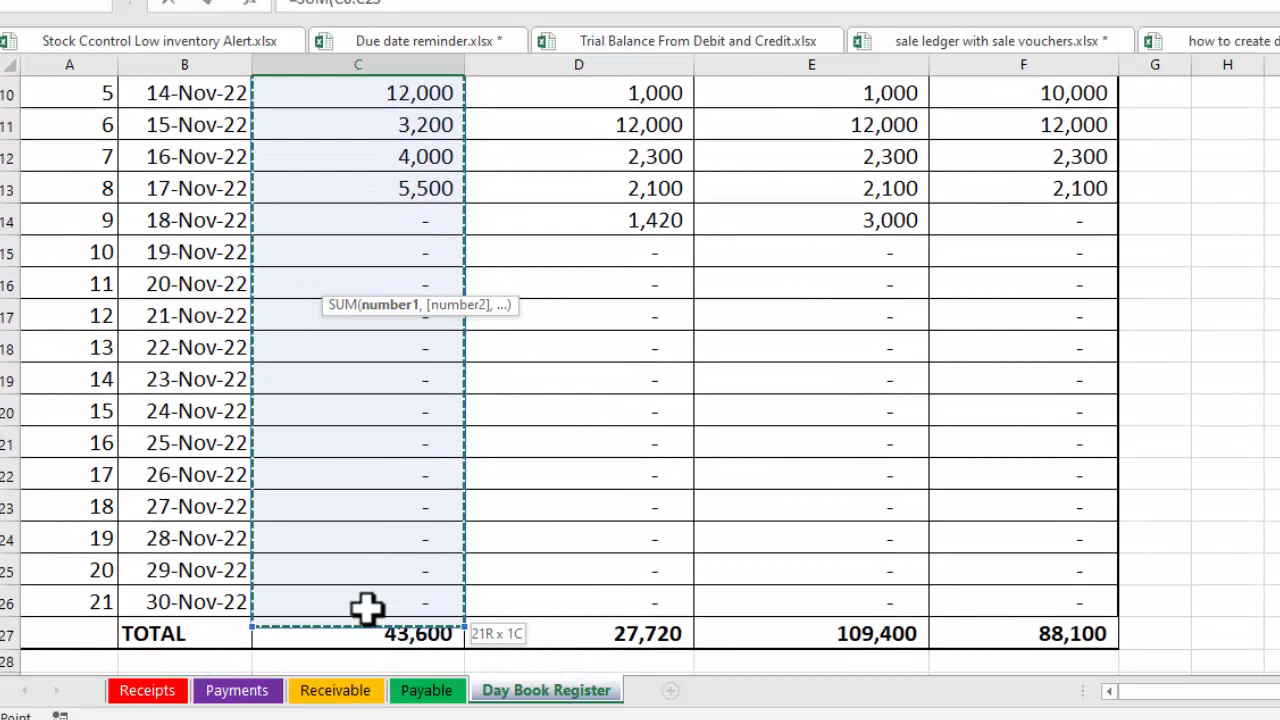 Stock Ccontrol Low inventory Alert.xlsx Due date reminder.xlsx * Trial Balance From Debit and Credit.xlsx sale ledger with sale vouchers.xlsx * how to create d
A B C D E F G H
10 5 14-Nov-22 12,000 1,000 1,000 10,000
11 6 15-Nov-22 3,200 12,000 12,000 12,000
12 7 16-Nov-22 4,000 2,300 2,300 2,300
13 8 17-Nov-22 5,500 2,100 2,100 2,100
14 9 18-Nov-22 - 1,420 3,000 -
15 10 19-Nov-22 - - - -
16 11 20-Nov-22 - - - -
SUM(number1, [number2], ...)
17 12 21-Nov-22 - - - -
18 13 22-Nov-22 - - - -
19 14 23-Nov-22 - - - -
20 15 24-Nov-22 - - - -
21 16 25-Nov-22 - - - -
22 17 26-Nov-22 - - - -
23 18 27-Nov-22 - - - -
24 19 28-Nov-22 - - - -
25 20 29-Nov-22 - - - -
26 21 30-Nov-22 - - - -
27 TOTAL 43,600 21R x 1C 27,720 109,400 88,100
28
Receipts Payments Receivable Payable Day Book Register
Point